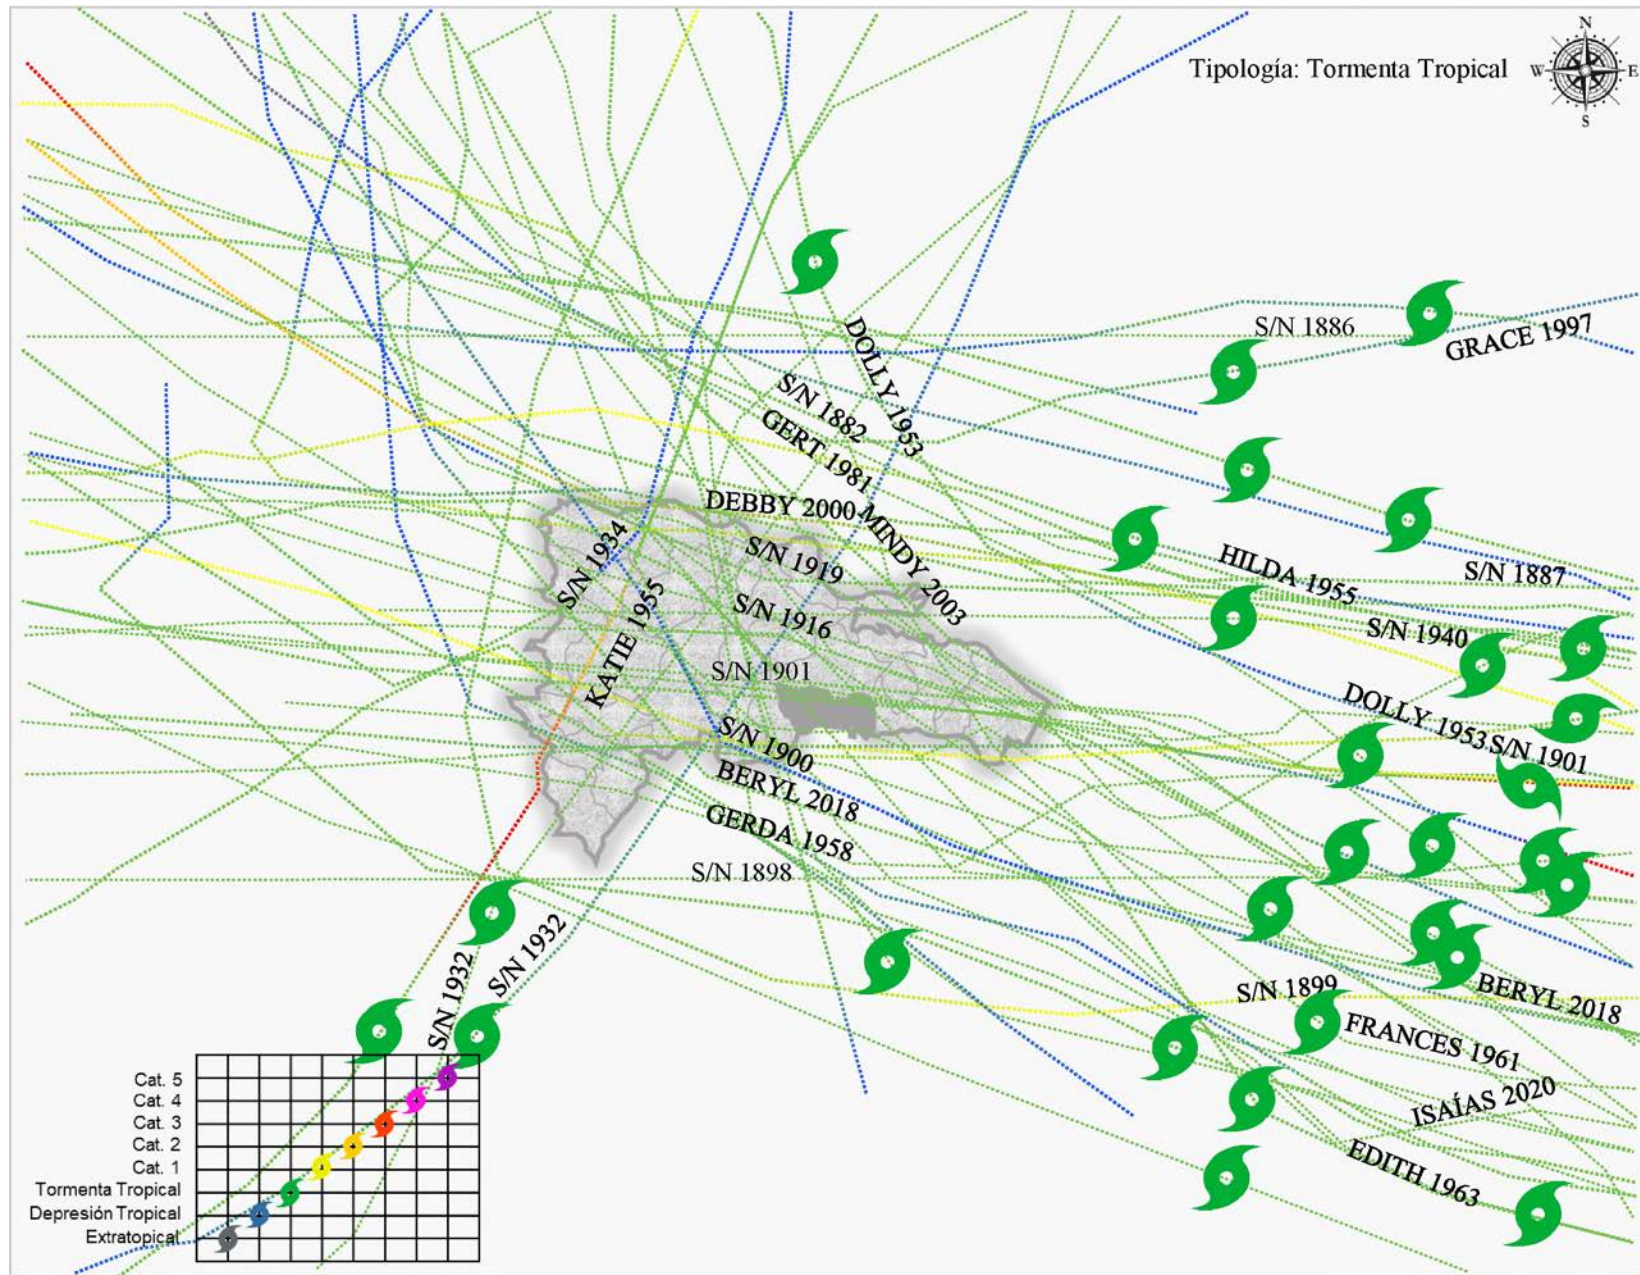 N
Tipología: Tormenta Tropical
W
E
S
S/N 1886
GRACE 1997
DOLLY 1953
S/N 1882
GERT 1981
DEBBY 2000
MINDY 2003
S/N 1934
S/N 1919
HILDA 1955
S/N 1887
KATIE 1955
S/N 1916
S/N 1940
S/N 1901
DOLLY 1953
S/N 1901
S/N 1900
BERYL 2018
GERDA 1958
S/N 1898
S/N 1932
S/N 1932
S/N 1899
BERYL 2018
FRANCES 1961
ISAÍAS 2020
EDITH 1963
Cat. 5
Cat. 4
Cat. 3
Cat. 2
Cat. 1
Tormenta Tropical
Depresión Tropical
Extratopical